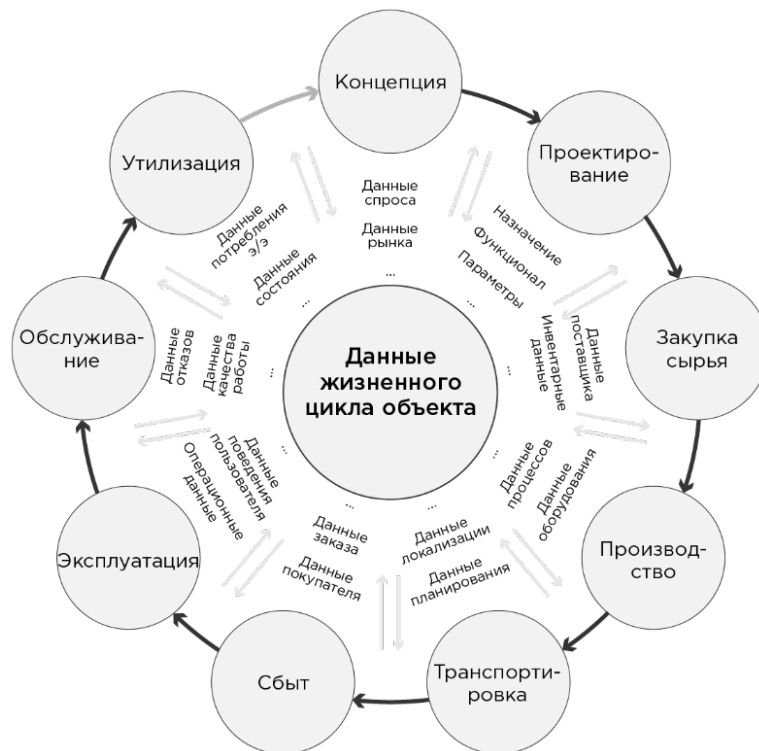 Концепция
Проектиро-
вание
Закупка
сырья
Производ-
ство
Транспорти-
ровка
Сбыт
Эксплуатация
Обслужива-
ние
Утилизация
Данные
спроса
Данные
рынка
...
Назначение
Функционал
Параметры
...
Данные поставщика
Инвентарные
данные
...
Данные
процессов
Данные
оборудования
...
Данные
локализации
Данные
планирования
...
Данные
заказа
Данные
покупателя
...
Данные
поведения
пользователя
Операционные
данные
...
Данные
отказов
Данные
качества
работы
...
Данные
потребления
э/э
Данные
состояния
...
Данные
жизненного
цикла объекта